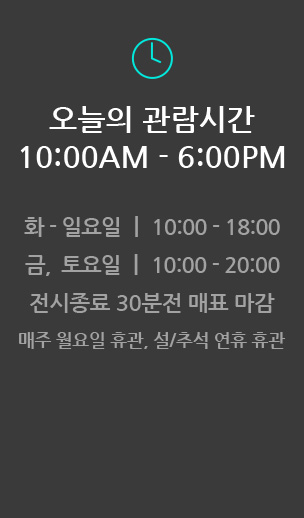 오늘의 관람시간
10:00AM - 6:00PM
화 - 일요일 | 10:00 - 18:00
금, 토요일 | 10:00 - 20:00
전시종료 30분전 매표 마감
매주 월요일 휴관, 설/추석 연휴 휴관